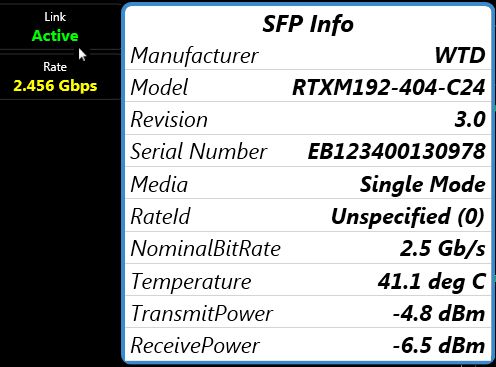 Link
Active
Rate
2.456 Gbps
SFP Info
Manufacturer WTD
Model RTXM192-404-C24
Revision 3.0
Serial Number EB123400130978
Media Single Mode
RateId Unspecified (0)
NominalBitRate 2.5 Gb/s
Temperature 41.1 deg C
TransmitPower -4.8 dBm
ReceivePower -6.5 dBm